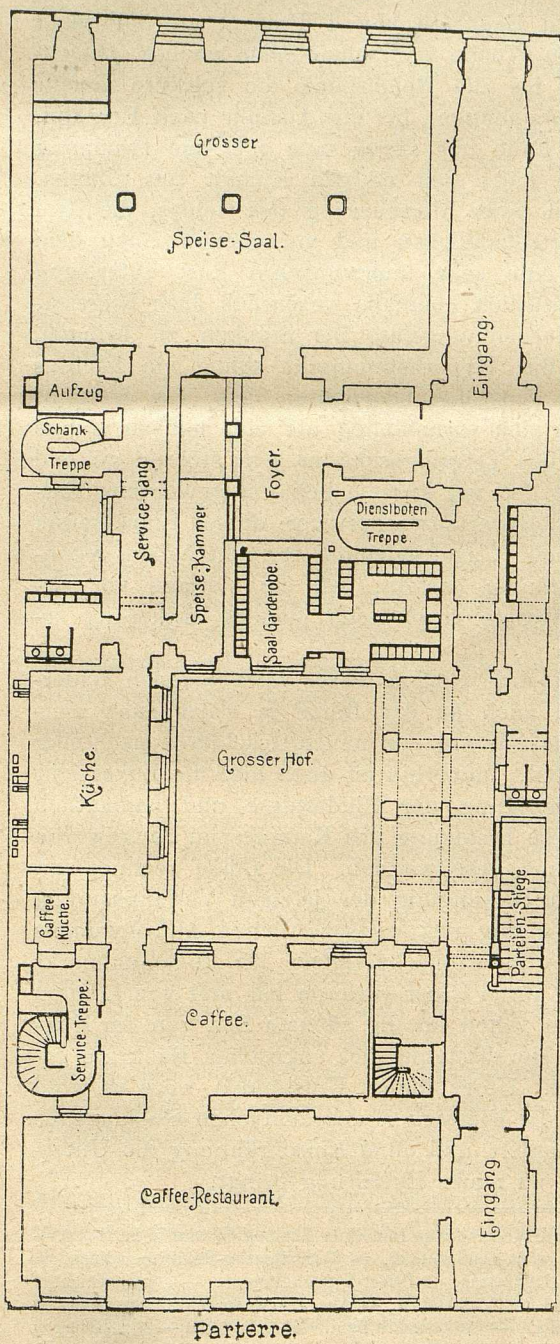 Grosser
Speise-Saal.
Eingang,
Aufzug
Schank-
Treppe
Service-gang
Speise-Kammer
Foyer.
Dienstboten
Treppe.
Saal Garderobe.
Küche.
Grosser Hof.
Caffee
Küche.
Parteien-Stiege
Service-Treppe.
Caffee.
Caffee-Restaurant.
Eingang
Parterre.